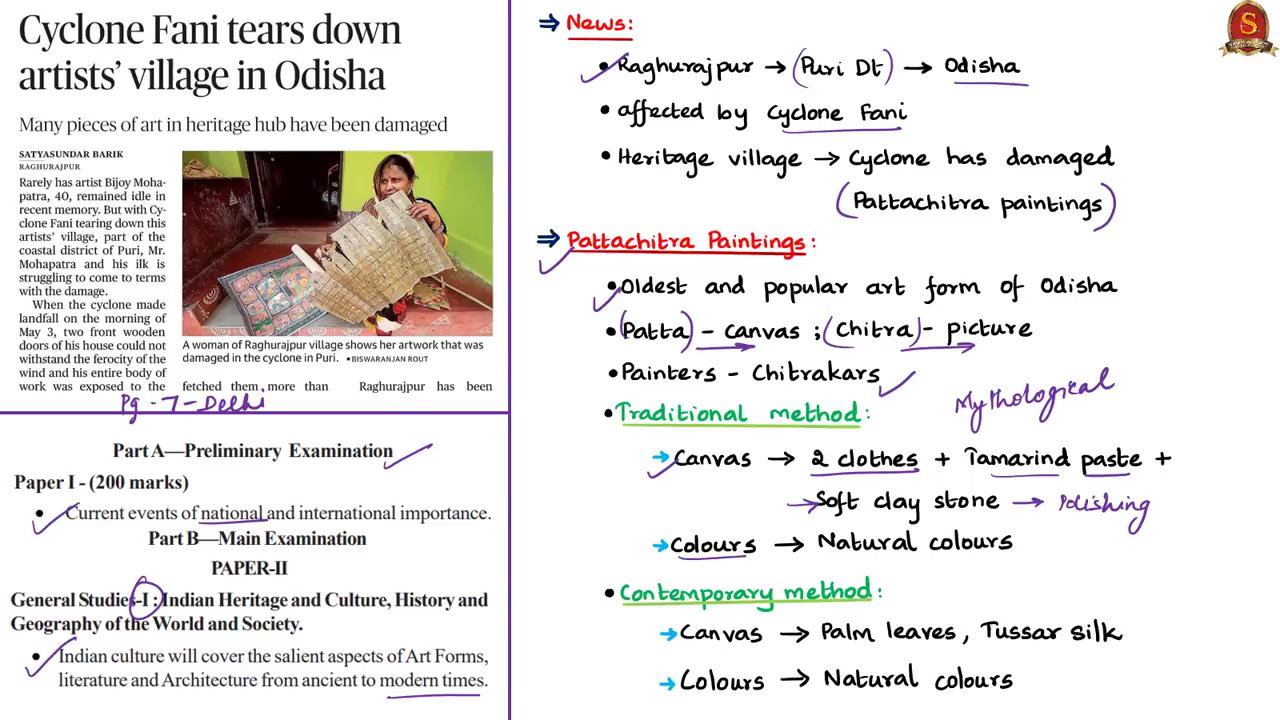 Cyclone Fani tears down
artists' village in Odisha
Many pieces of art in heritage hub have been damaged
SATYASUNDAR BARIK
RAGHURAJPUR
Rarely has artist Bijoy Moha-
patra, 40, remained idle in
recent memory. But with Cy-
clone Fani tearing down this
artists' village, part of the
coastal district of Puri, Mr.
Mohapatra and his ilk is
struggling to come to terms
with the damage.
When the cyclone made
landfall on the morning of
May 3, two front wooden
doors of his house could not
withstand the ferocity of the
wind and his entire body of
work was exposed to the
A woman of Raghurajpur village shows her artwork that was
damaged in the cyclone in Puri. •BISWARANJAN ROUT
fetched them more than
Raghurajpur has been
Pg - 7 - Delhi
Part A—Preliminary Examination
Paper I - (200 marks)
• Current events of national and international importance.
Part B—Main Examination
PAPER-II
General Studies-I : Indian Heritage and Culture, History and
Geography of the World and Society.
• Indian culture will cover the salient aspects of Art Forms,
literature and Architecture from ancient to modern times.
⇒ News:
• Raghurajpur → (Puri Dt) → Odisha
• affected by Cyclone Fani
• Heritage village → Cyclone has damaged
(Pattachitra paintings)
⇒ Pattachitra Paintings:
• Oldest and popular art form of Odisha
• (Patta) - canvas ; (Chitra) - picture
• Painters - Chitrakars
Mythological
• Traditional method:
→ Canvas → 2 clothes + Tamarind paste +
→ Soft clay stone → Polishing
→ Colours → Natural colours
• Contemporary method:
→ Canvas → Palm leaves, Tussar silk
→ Colours → Natural colours
S